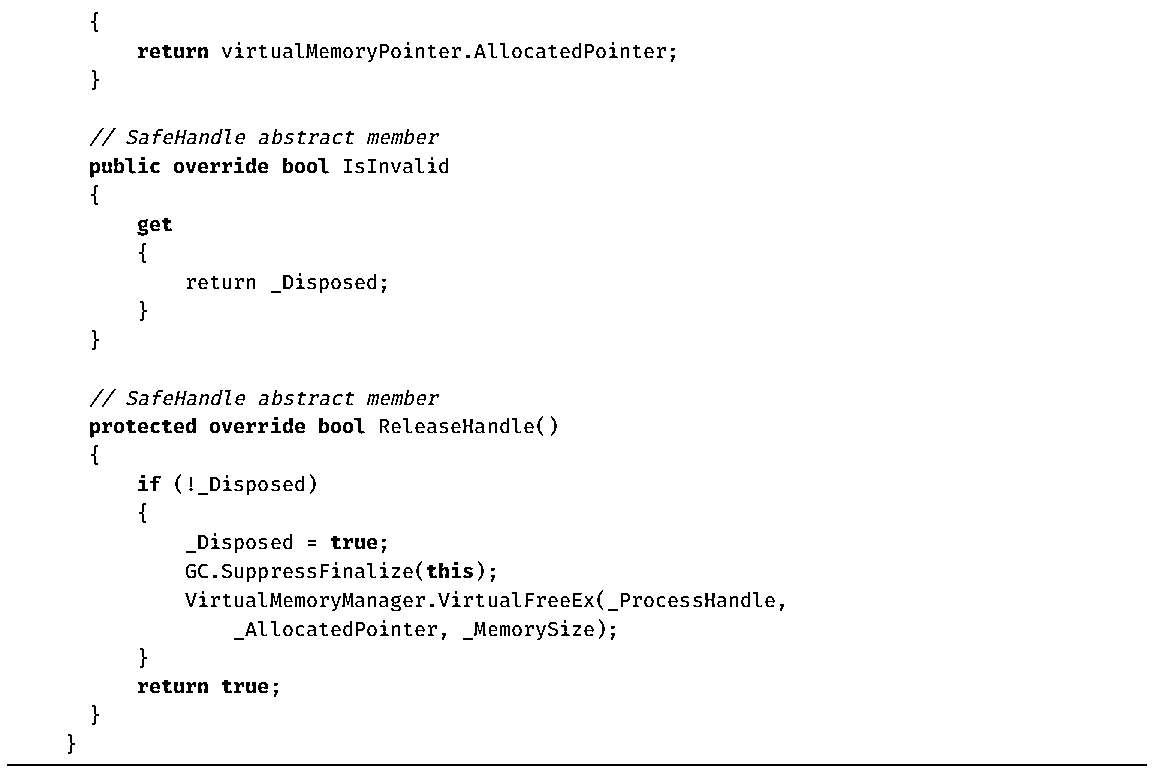 {
    return virtualMemoryPointer.AllocatedPointer;
}

// SafeHandle abstract member
public override bool IsInvalid
{
    get
    {
        return _Disposed;
    }
}

// SafeHandle abstract member
protected override bool ReleaseHandle()
{
    if (!_Disposed)
    {
        _Disposed = true;
        GC.SuppressFinalize(this);
        VirtualMemoryManager.VirtualFreeEx(_ProcessHandle,
            _AllocatedPointer, _MemorySize);
    }
    return true;
}
}